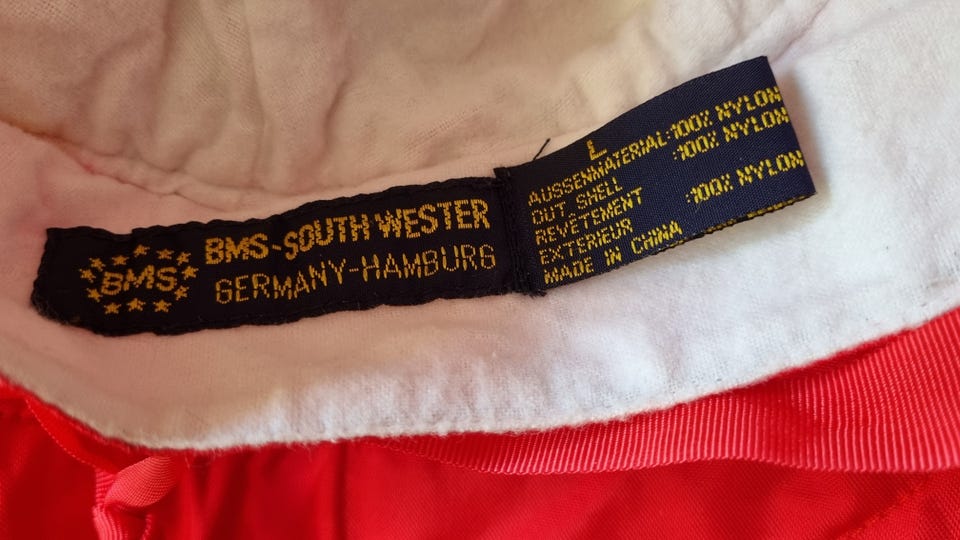 BMS
BMS-SOUTH WESTER
GERMANY-HAMBURG
L
AUSSENMATERIAL:100% NYLON
OUT SHELL :100% NYLON
REVETEMENT
EXTERIEUR :100% NYLON
MADE IN CHINA